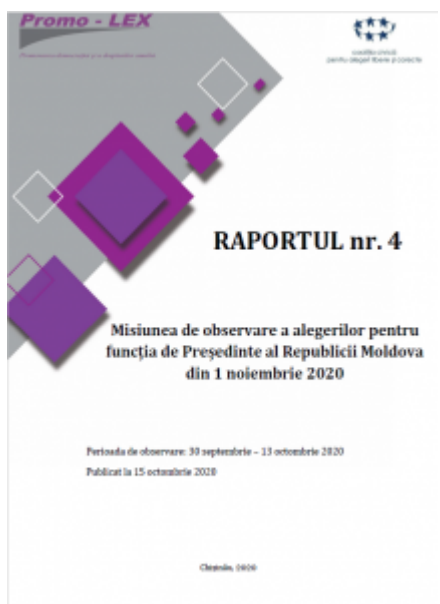 Promo - LEX
coaliția civică
pentru alegeri libere și corecte
RAPORTUL nr. 4
Misiunea de observare a alegerilor pentru
funcția de Președinte al Republicii Moldova
din 1 noiembrie 2020
Perioada de observare: 30 septembrie – 13 octombrie 2020
Publicat la 15 octombrie 2020
Chișinău, 2020